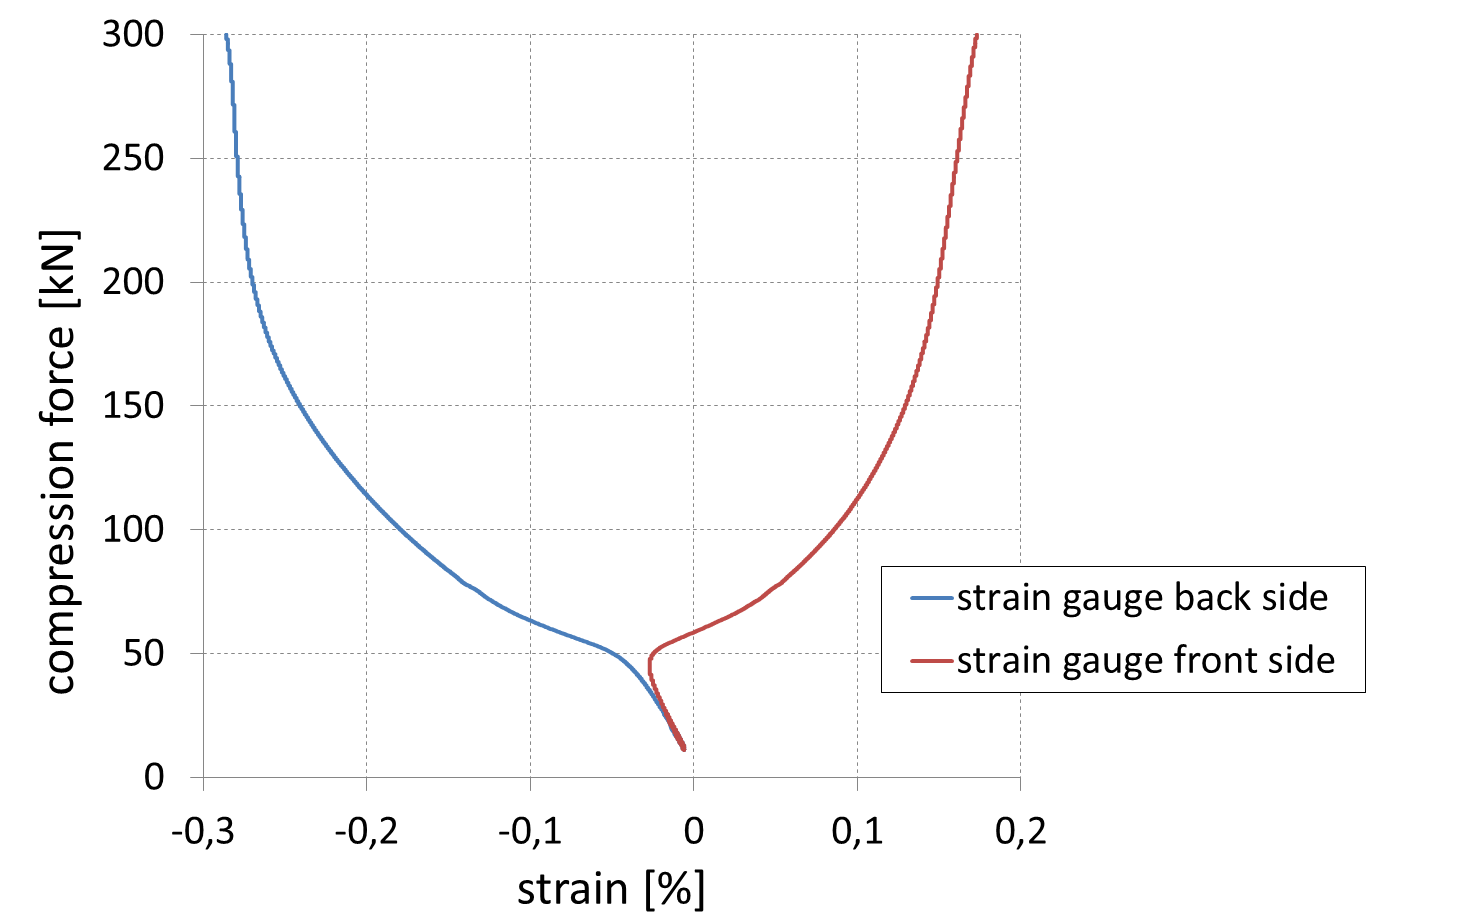 300
250
200
150
100
50
0
compression force [kN]
-0,3 -0,2 -0,1 0 0,1 0,2
strain [%]
strain gauge back side
strain gauge front side